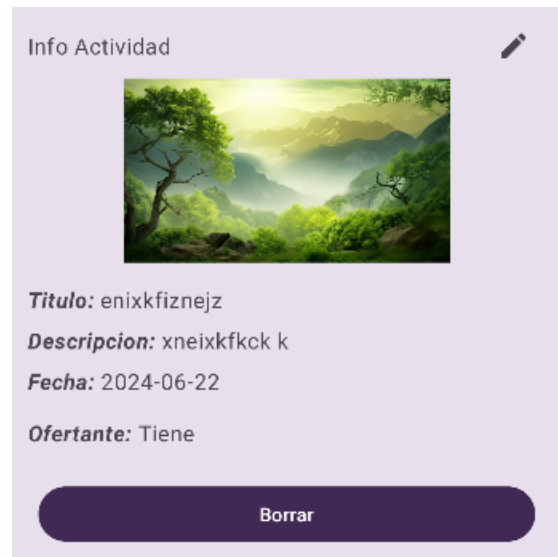 Info Actividad
Titulo: enixkfiznejz
Descripcion: xneixkfkck k
Fecha: 2024-06-22
Ofertante: Tiene
Borrar